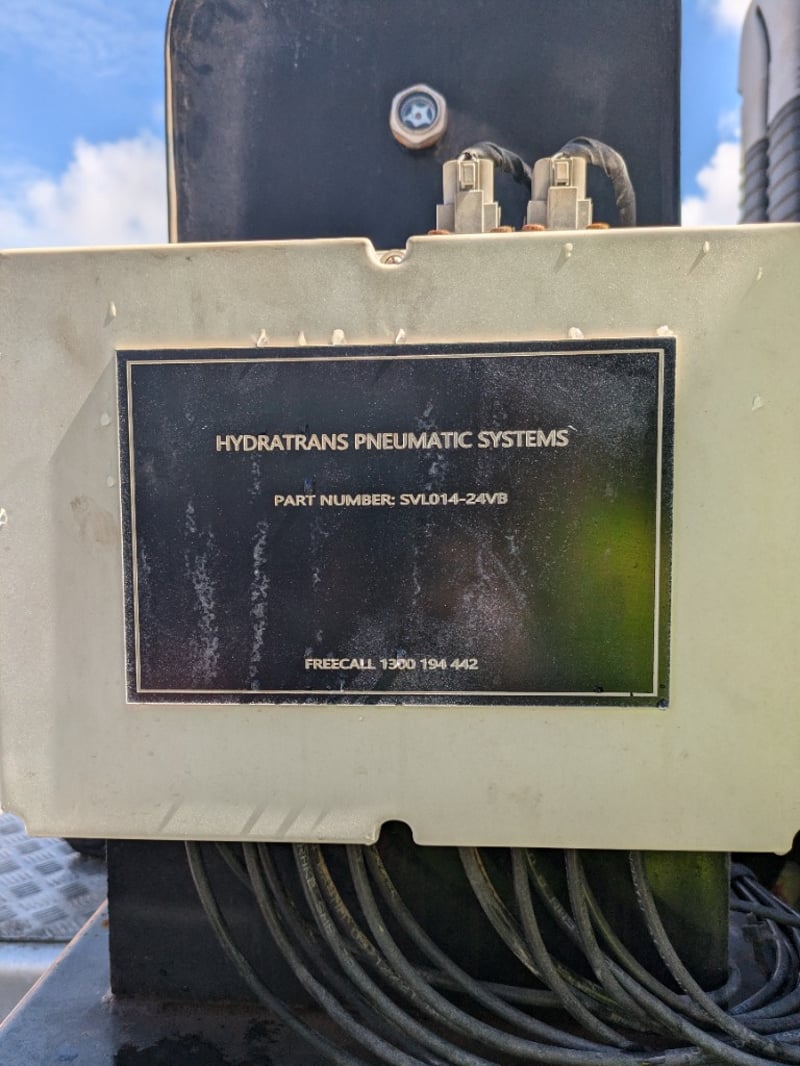 HYDRATRANS PNEUMATIC SYSTEMS
PART NUMBER: SVL014-24VB
FREECALL 1300 194 442